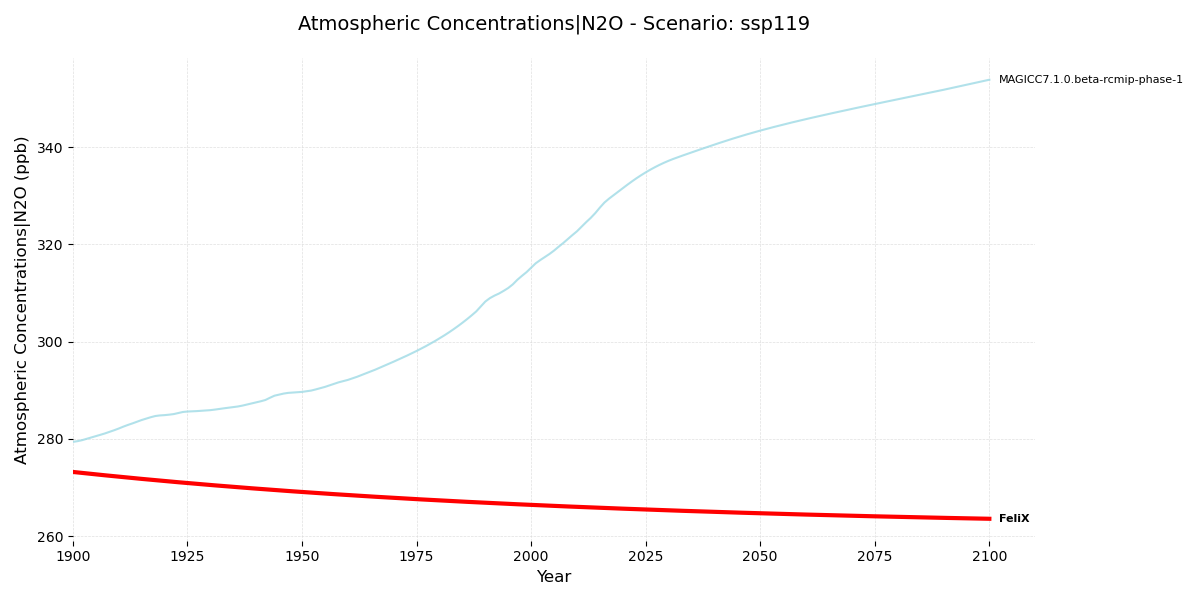 Atmospheric Concentrations|N2O - Scenario: ssp119
MAGICC7.1.0.beta-rcmip-phase-1
Atmospheric Concentrations|N2O (ppb)
340
320
300
280
260
FeliX
1900 1925 1950 1975 2000 2025 2050 2075 2100
Year